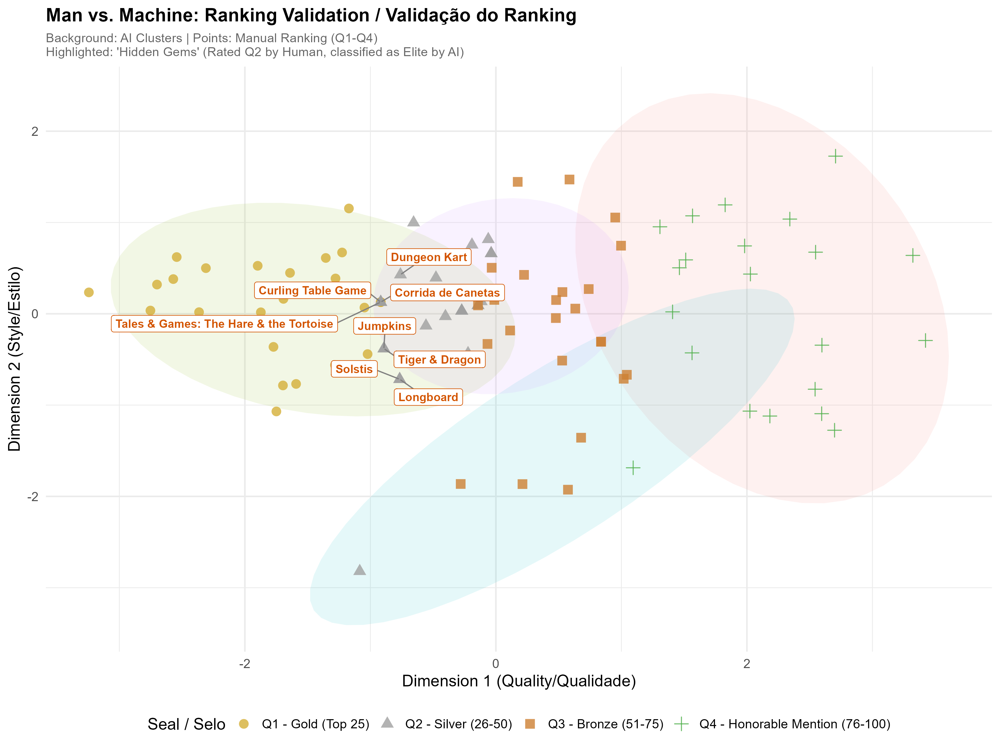 Man vs. Machine: Ranking Validation / Validação do Ranking
Background: AI Clusters | Points: Manual Ranking (Q1-Q4)
Highlighted: 'Hidden Gems' (Rated Q2 by Human, classified as Elite by AI)
Dimension 2 (Style/Estilo)
2
0
-2
Dungeon Kart
Curling Table Game
Corrida de Canetas
Tales & Games: The Hare & the Tortoise
Jumpkins
Tiger & Dragon
Solstis
Longboard
-2
0
2
Dimension 1 (Quality/Qualidade)
Seal / Selo
Q1 - Gold (Top 25)
Q2 - Silver (26-50)
Q3 - Bronze (51-75)
Q4 - Honorable Mention (76-100)